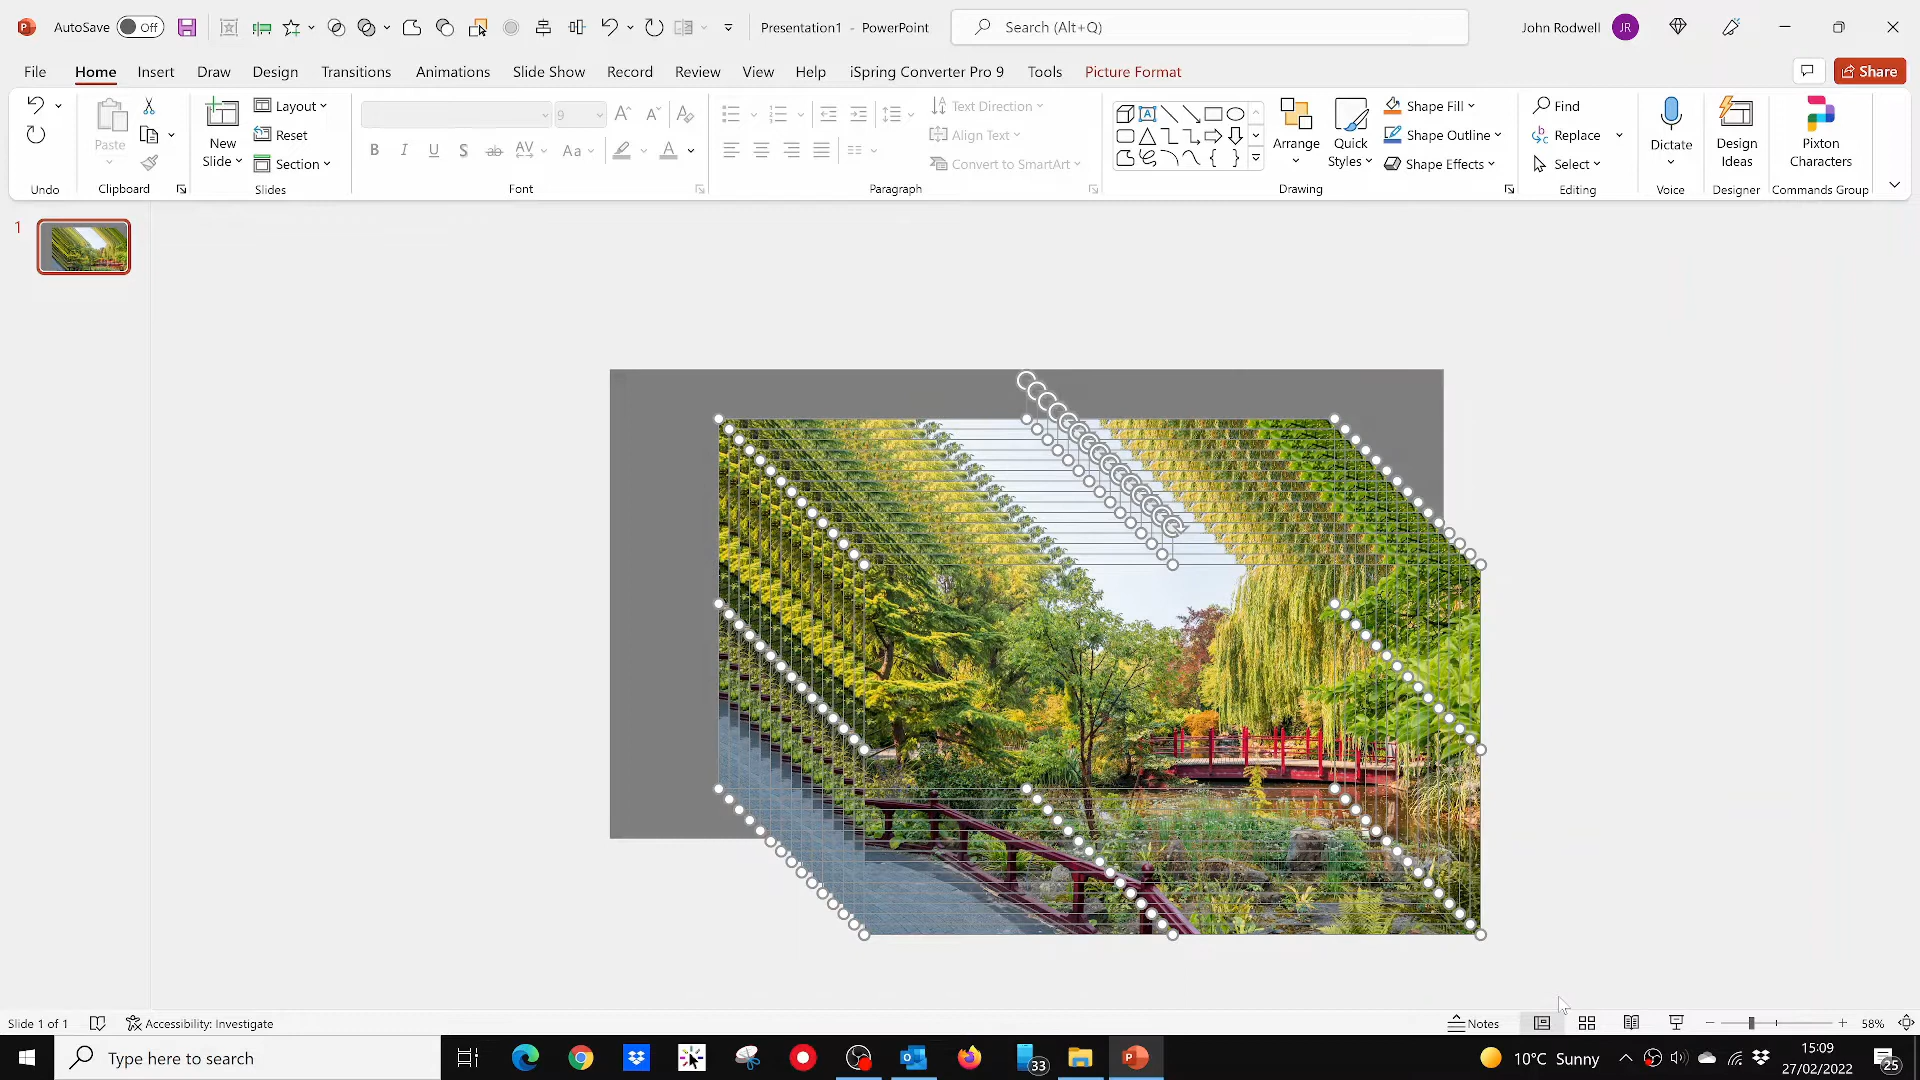 AutoSave Off Presentation1 - PowerPoint Search (Alt+Q) John Rodwell JR
File Home Insert Draw Design Transitions Animations Slide Show Record Review View Help iSpring Converter Pro 9 Tools Picture Format Share
Layout 9 Text Direction Shape Fill Find
Paste New Slide Reset Align Text Arrange Quick Styles Shape Outline Replace Dictate Design Ideas Pixton Characters
Section B I U S ab AV Aa A Convert to SmartArt Shape Effects Select
Undo Clipboard Slides Font Paragraph Drawing Editing Voice Designer Commands Group
1
Slide 1 of 1 Accessibility: Investigate Notes 58%
Type here to search 33 10°C Sunny 15:09
27/02/2022 25